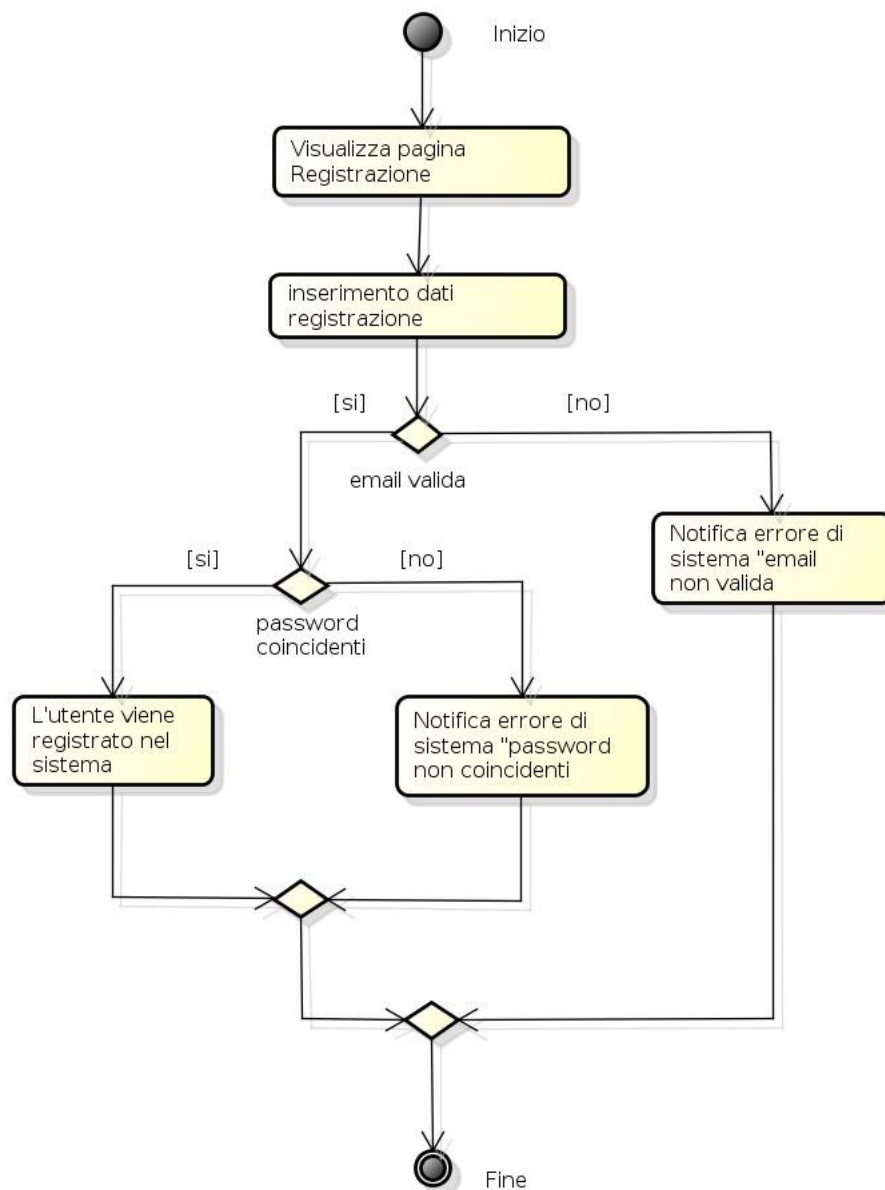 Inizio
Visualizza pagina
Registrazione
inserimento dati
registrazione
[si]
[no]
email valida
Notifica errore di
sistema "email
non valida
[si]
[no]
password
coincidenti
L'utente viene
registrato nel
sistema
Notifica errore di
sistema "password
non coincidenti
Fine